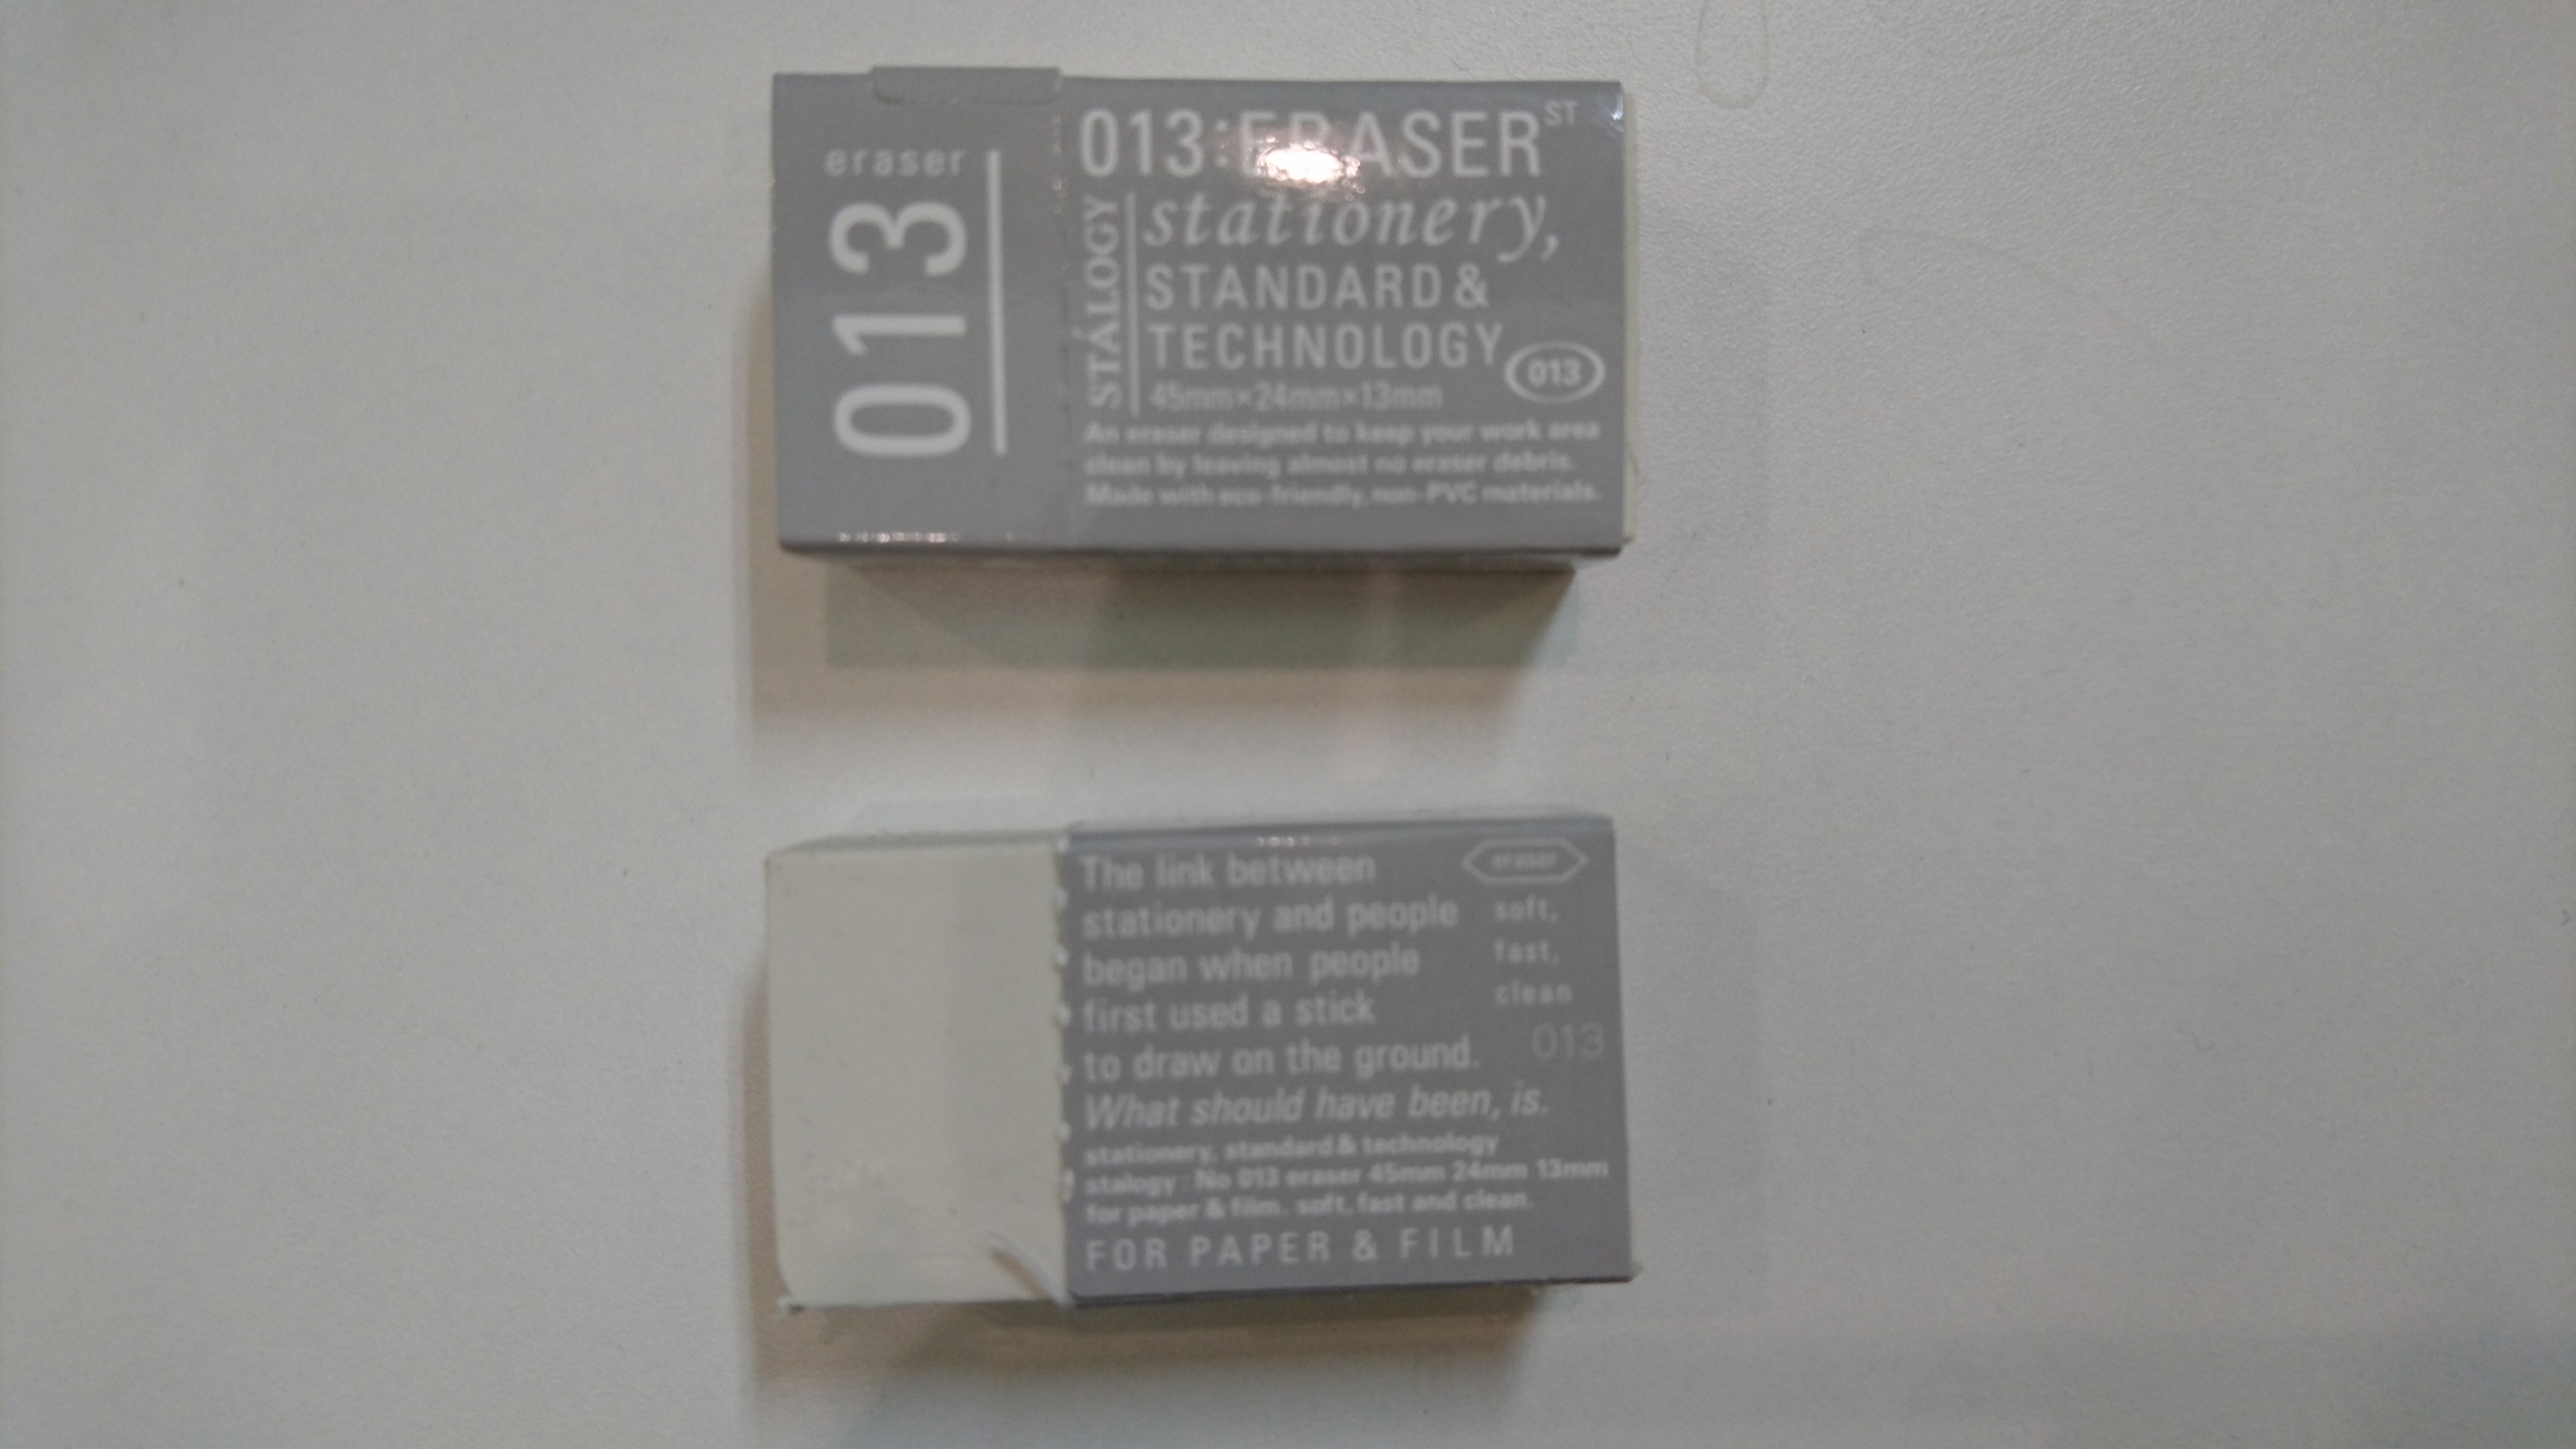 eraser
013
013:ERASER ST
STÁLOGY
stationery,
STANDARD &
TECHNOLOGY
013
45mm×24mm×13mm
An eraser designed to keep your work area
clean by leaving almost no eraser debris.
Made with eco-friendly, non-PVC materials.
The link between
stationery and people
began when people
first used a stick
to draw on the ground.
What should have been, is.
eraser
soft,
fast,
clean
013
stationery, standard & technology
stalogy : No 013 eraser 45mm 24mm 13mm
for paper & film. soft, fast and clean.
FOR PAPER & FILM